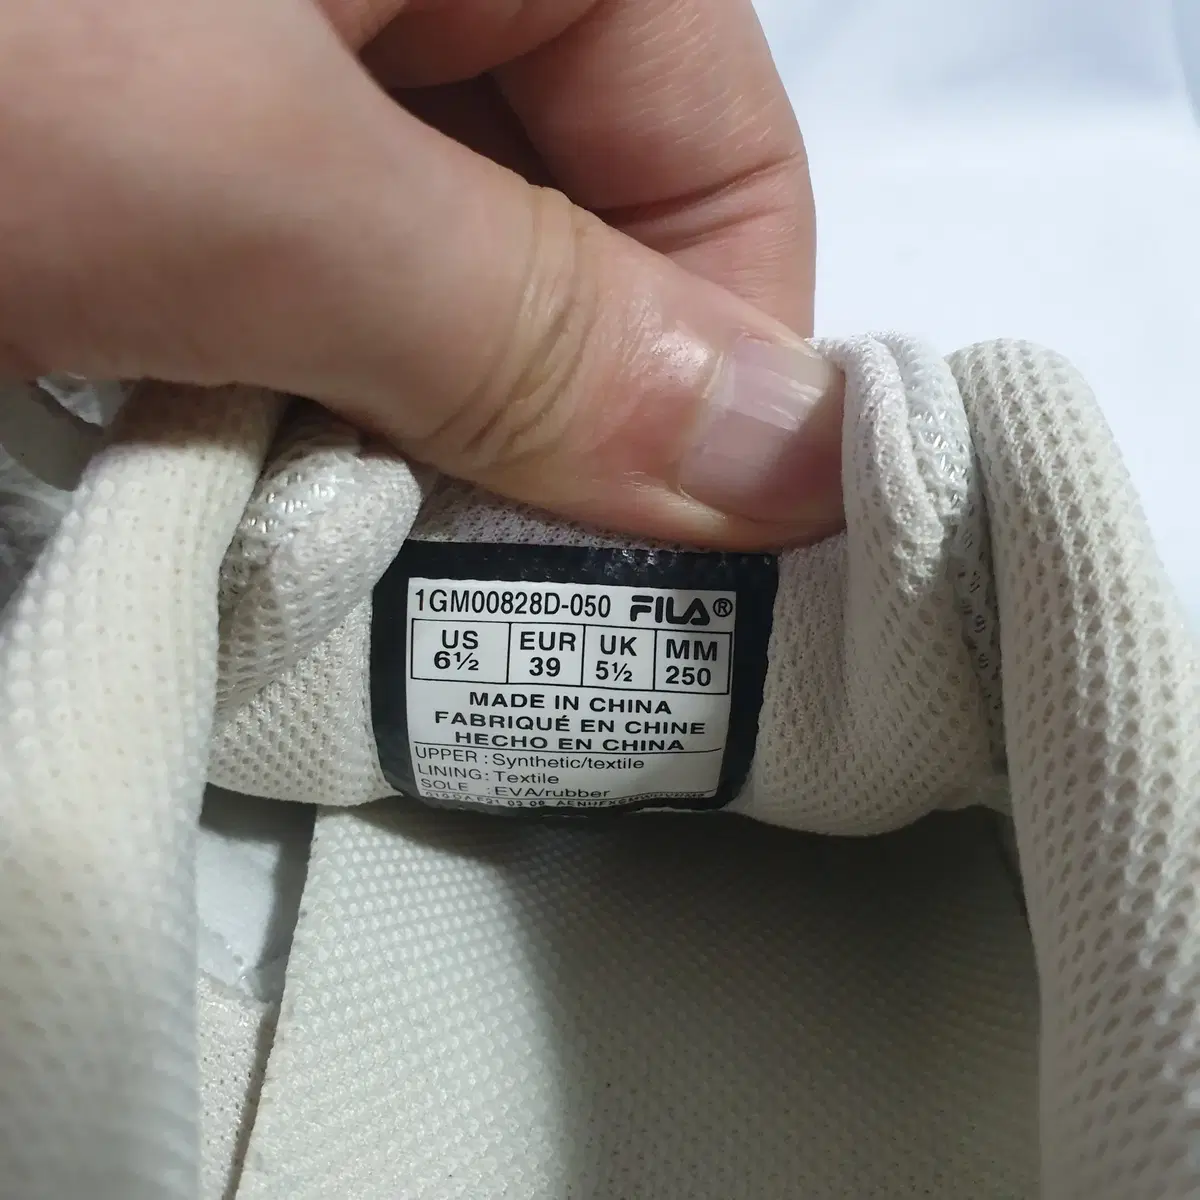 1GM00828D-050 FILA®
US EUR UK MM
6½ 39 5½ 250
MADE IN CHINA
FABRIQUÉ EN CHINE
HECHO EN CHINA
UPPER : Synthetic/textile
LINING: Textile
SOLE : EVA/rubber